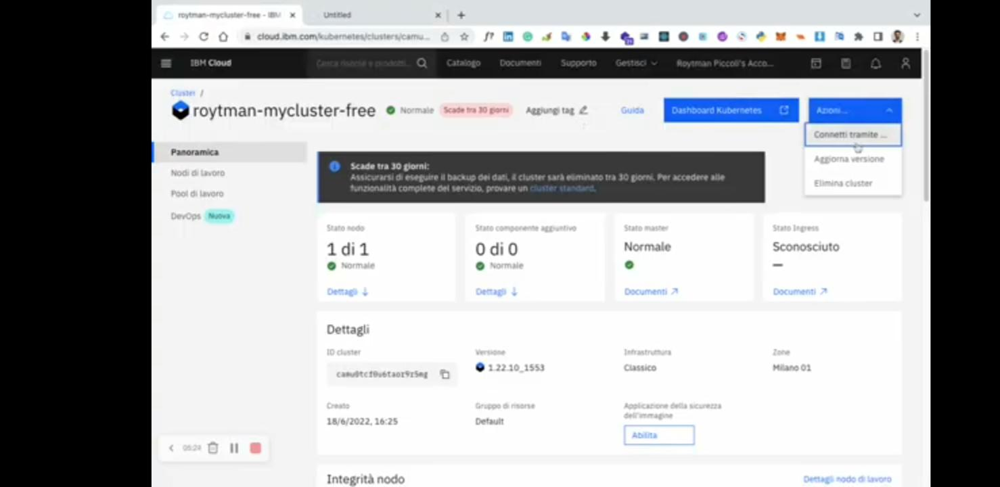 roytman-mycluster-free - IBM
Untitled
cloud.ibm.com/kubernetes/clusters/camu...
IBM Cloud
Cerca risorse e prodotti...
Catalogo
Documenti
Supporto
Gestisci
Roytman Piccoli's Acco...
Cluster /
roytman-mycluster-free
Normale
Scade tra 30 giorni
Aggiungi tag
Guida
Dashboard Kubernetes
Azioni...
Connetti tramite ...
Aggiorna versione
Elimina cluster
Panoramica
Nodi di lavoro
Pool di lavoro
DevOps
Nuova
Scade tra 30 giorni:
Assicurarsi di eseguire il backup dei dati, il cluster sarà eliminato tra 30 giorni. Per accedere alle
funzionalità complete del servizio, provare un cluster standard.
Stato nodo
1 di 1
Normale
Dettagli
Stato componente aggiuntivo
0 di 0
Normale
Dettagli
Stato master
Normale
Documenti
Stato Ingress
Sconosciuto
—
Documenti
Dettagli
ID cluster
Versione
1.22.10_1553
Infrastruttura
Classico
Zone
Milano 01
Creato
18/6/2022, 16:25
Gruppo di risorse
Default
Applicazione della sicurezza
dell'immagine
Abilita
05:24
Integrità nodo
Dettagli nodo di lavoro